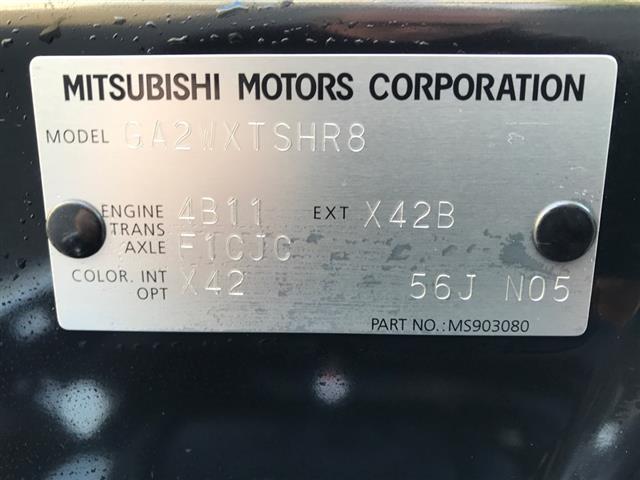 MITSUBISHI MOTORS CORPORATION
MODEL GA2WXTSHR8
ENGINE 4B11 EXT X42B
TRANS
AXLE F1CJC
COLOR. INT X42
OPT 56J N05
PART NO.: MS903080